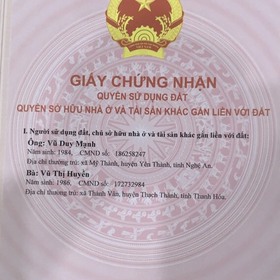 GIẤY CHỨNG NHẬN
QUYỀN SỬ DỤNG ĐẤT
QUYỀN SỞ HỮU NHÀ Ở VÀ TÀI SẢN KHÁC GẮN LIỀN VỚI ĐẤT
I. Người sử dụng đất, chủ sở hữu nhà ở và tài sản khác gắn liền với đất:
Ông: Vũ Duy Mạnh
Năm sinh: 1984, CMND số: 186258247
Địa chỉ thường trú: xã Mỹ Thành, huyện Yên Thành, tỉnh Nghệ An.
Bà: Vũ Thị Huyền
Năm sinh: 1986, CMND số: 172732984
Địa chỉ thường trú: xã Thành Vân, huyện Thạch Thành, tỉnh Thanh Hóa.